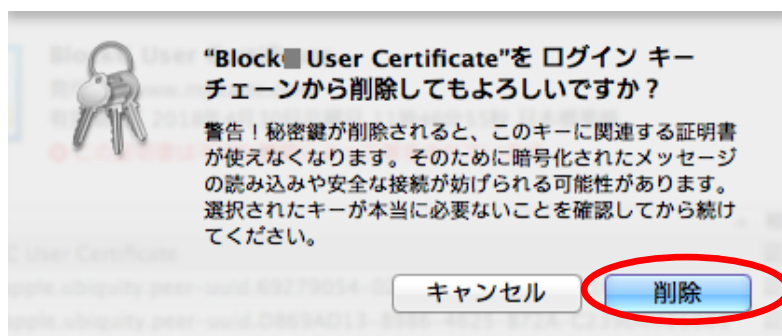 "Block User Certificate"を ログイン キー
チェーンから削除してもよろしいですか？
警告！秘密鍵が削除されると、このキーに関連する証明書
が使えなくなります。そのために暗号化されたメッセージ
の読み込みや安全な接続が妨げられる可能性があります。
選択されたキーが本当に必要ないことを確認してから続け
てください。
User Certificate
キャンセル
削除